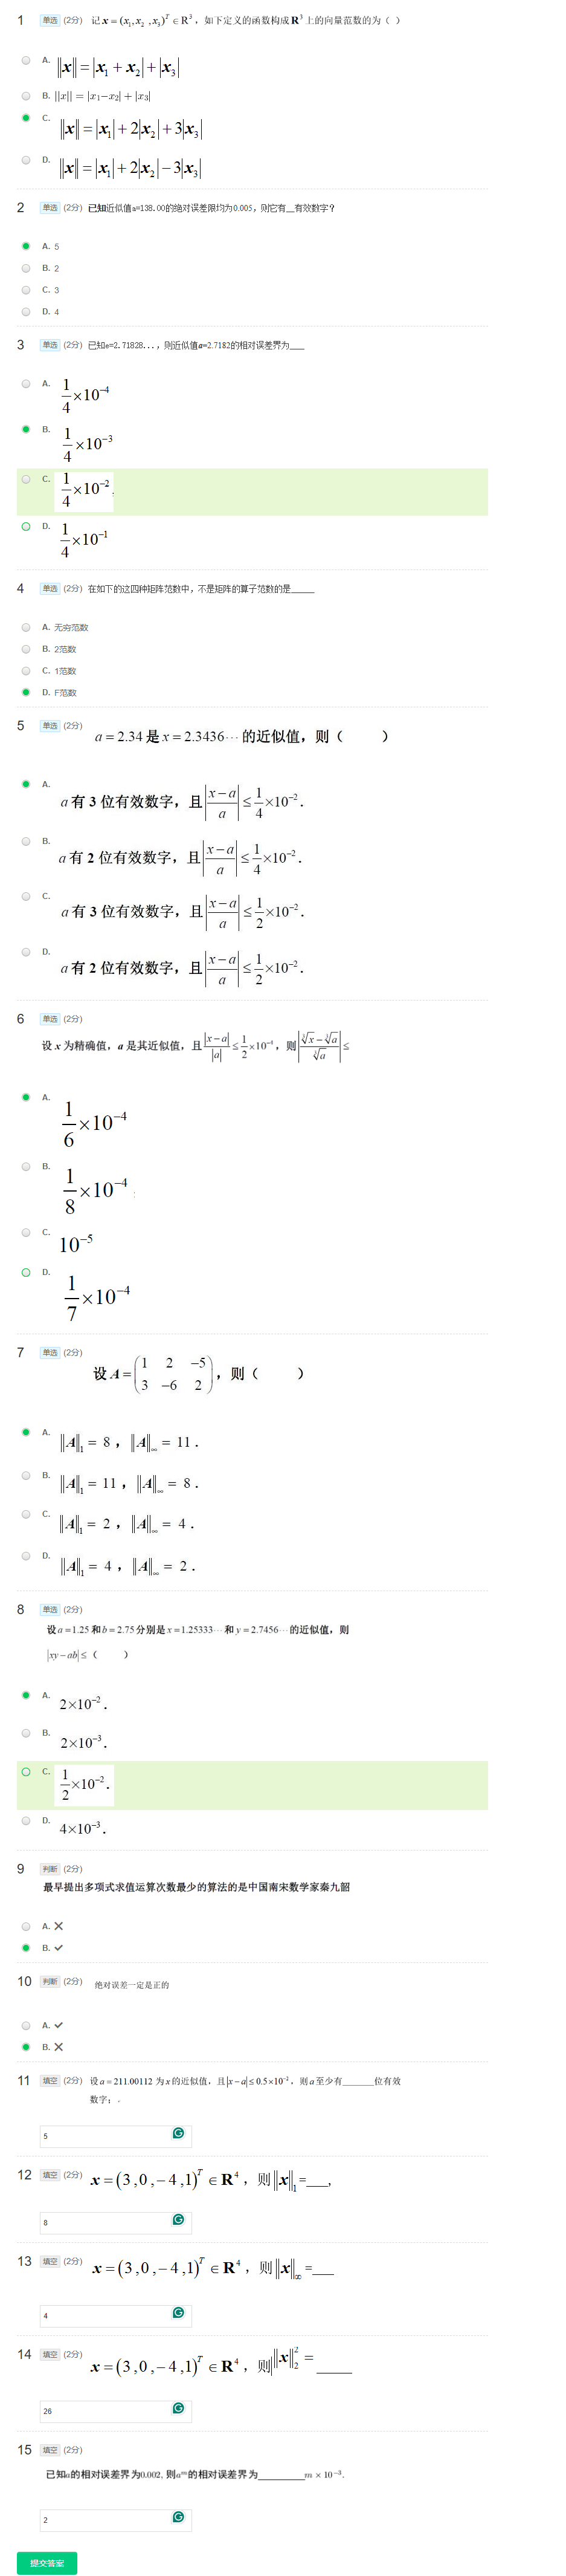 1 单选 (2分) 记 x = (x₁, x₂, x₃)ᵀ ∈ R³，如下定义的函数构成 R³ 上的向量范数的为（ ）
A. ‖x‖ = |x₁ + x₂| + |x₃|
B. ||x|| = |x₁−x₂| + |x₃|
C. ‖x‖ = |x₁| + 2|x₂| + 3|x₃|
D. ‖x‖ = |x₁| + 2|x₂| − 3|x₃|
2 单选 (2分) 已知近似值a=138.00的绝对误差限均为0.005，则它有__有效数字？
A. 5
B. 2
C. 3
D. 4
3 单选 (2分) 已知e=2.71828...，则近似值a=2.7182的相对误差界为____
A. 1/4 ×10⁻⁴
B. 1/4 ×10⁻³
C. 1/4 ×10⁻²,
D. 1/4 ×10⁻¹
4 单选 (2分) 在如下的这四种矩阵范数中，不是矩阵的算子范数的是______
A. 无穷范数
B. 2范数
C. 1范数
D. F范数
5 单选 (2分) a = 2.34 是 x = 2.3436⋯ 的近似值，则（ ）
A. a 有 3 位有效数字，且 |(x − a)/a| ≤ 1/4 ×10⁻².
B. a 有 2 位有效数字，且 |(x − a)/a| ≤ 1/4 ×10⁻².
C. a 有 3 位有效数字，且 |(x − a)/a| ≤ 1/2 ×10⁻².
D. a 有 2 位有效数字，且 |(x − a)/a| ≤ 1/2 ×10⁻².
6 单选 (2分)
设 x 为精确值，a 是其近似值，且 |x − a|/|a| ≤ 1/2 ×10⁻⁴，则 |(∛x − ∛a)/∛a| ≤
A. 1/6 ×10⁻⁴
B. 1/8 ×10⁻⁴ ;
C. 10⁻⁵
D. 1/7 ×10⁻⁴
7 单选 (2分) 设 A = (1 2 −5; 3 −6 2)，则（ ）
A. ‖A‖₁ = 8，‖A‖∞ = 11．
B. ‖A‖₁ = 11，‖A‖∞ = 8．
C. ‖A‖₁ = 2，‖A‖∞ = 4．
D. ‖A‖₁ = 4，‖A‖∞ = 2．
8 单选 (2分)
设 a = 1.25 和 b = 2.75 分别是 x = 1.25333⋯ 和 y = 2.7456⋯ 的近似值，则
|xy − ab| ≤（ ）
A. 2×10⁻².
B. 2×10⁻³.
C. 1/2 ×10⁻².
D. 4×10⁻³.
9 判断 (2分)
最早提出多项式求值运算次数最少的算法的是中国南宋数学家秦九韶
A. ✕
B. ✓
10 判断 (2分) 绝对误差一定是正的
A. ✓
B. ✕
11 填空 (2分) 设 a = 211.00112 为 x 的近似值，且 |x − a| ≤ 0.5×10⁻²，则 a 至少有_______位有效
数字；
5
12 填空 (2分) x = (3,0,−4,1)ᵀ ∈ R⁴，则 ‖x‖₁ =___,
8
13 填空 (2分) x = (3,0,−4,1)ᵀ ∈ R⁴，则 ‖x‖∞ =___
4
14 填空 (2分) x = (3,0,−4,1)ᵀ ∈ R⁴，则 ‖x‖₂² = _____
26
15 填空 (2分)
已知a的相对误差界为0.002, 则aᵐ的相对误差界为__________m × 10⁻³.
2
提交答案